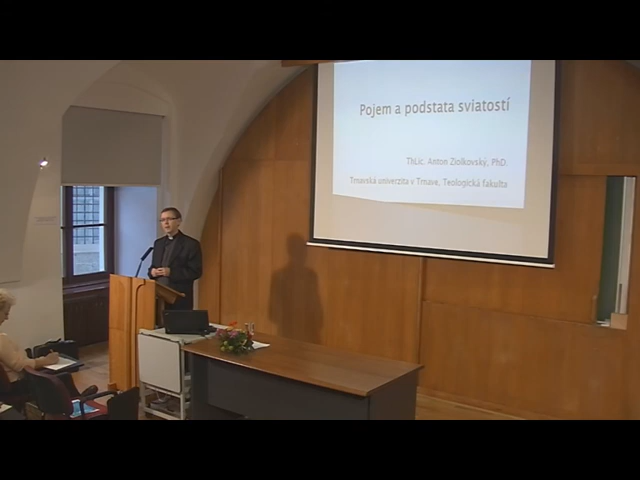 Pojem a podstata sviatostí
ThLic. Anton Ziolkovský, PhD.
Trnavská univerzita v Trnave, Teologická fakulta